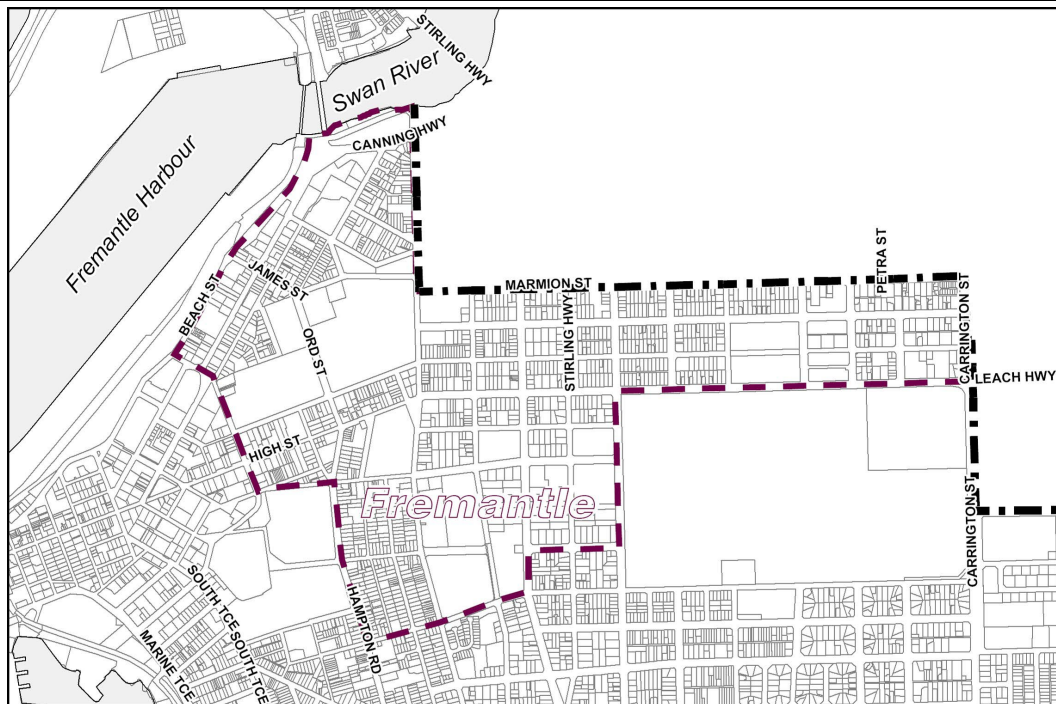 STIRLING HWY
Swan River
CANNING HWY
Fremantle Harbour
PETRA ST
JAMES ST
MARMION ST
BEACH ST
CARRINGTON ST
STIRLING HWY
ORD ST
LEACH HWY
HIGH ST
Fremantle
CARRINGTON ST
SOUTH TCE
SOUTH TCE
HAMPTON RD
MARINE TCE